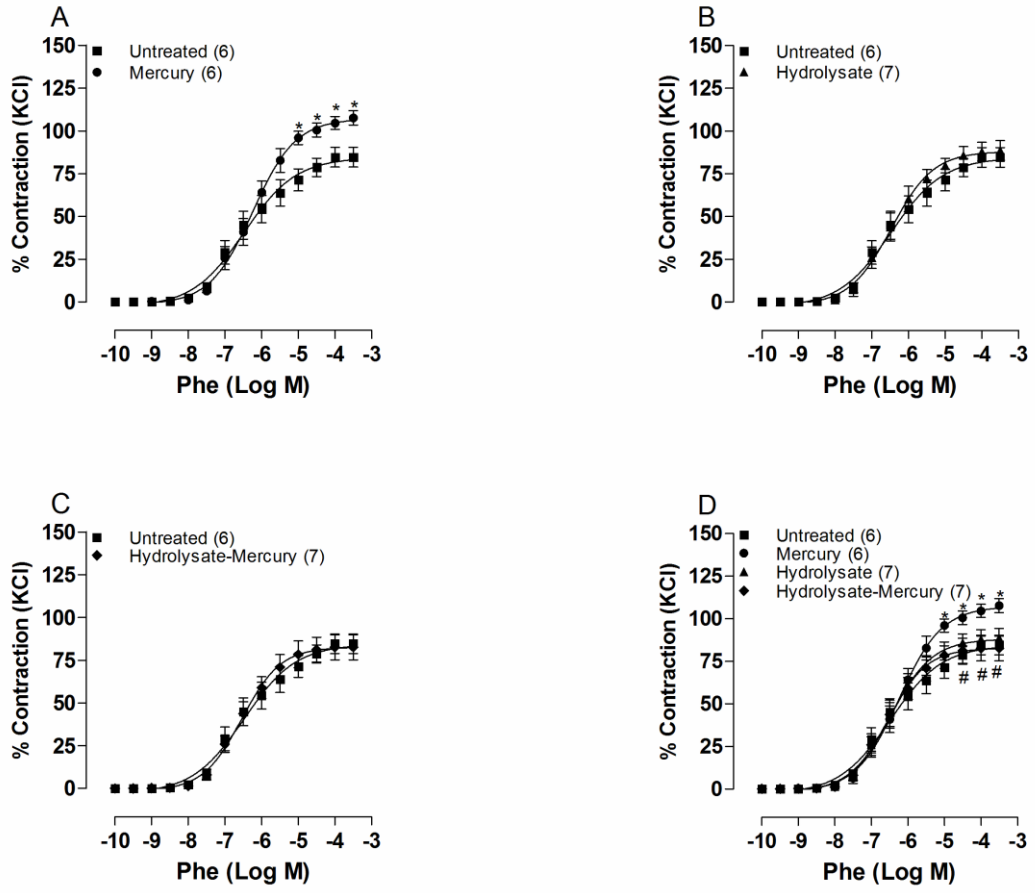 A
Untreated (6)
Mercury (6)
150
125
100
75
50
25
0
% Contraction (KCl)
* * * *
-10 -9 -8 -7 -6 -5 -4 -3
Phe (Log M)
B
Untreated (6)
Hydrolysate (7)
150
125
100
75
50
25
0
% Contraction (KCl)
-10 -9 -8 -7 -6 -5 -4 -3
Phe (Log M)
C
Untreated (6)
Hydrolysate-Mercury (7)
150
125
100
75
50
25
0
% Contraction (KCl)
-10 -9 -8 -7 -6 -5 -4 -3
Phe (Log M)
D
Untreated (6)
Mercury (6)
Hydrolysate (7)
Hydrolysate-Mercury (7)
150
125
100
75
50
25
0
% Contraction (KCl)
* * * *
# # #
-10 -9 -8 -7 -6 -5 -4 -3
Phe (Log M)